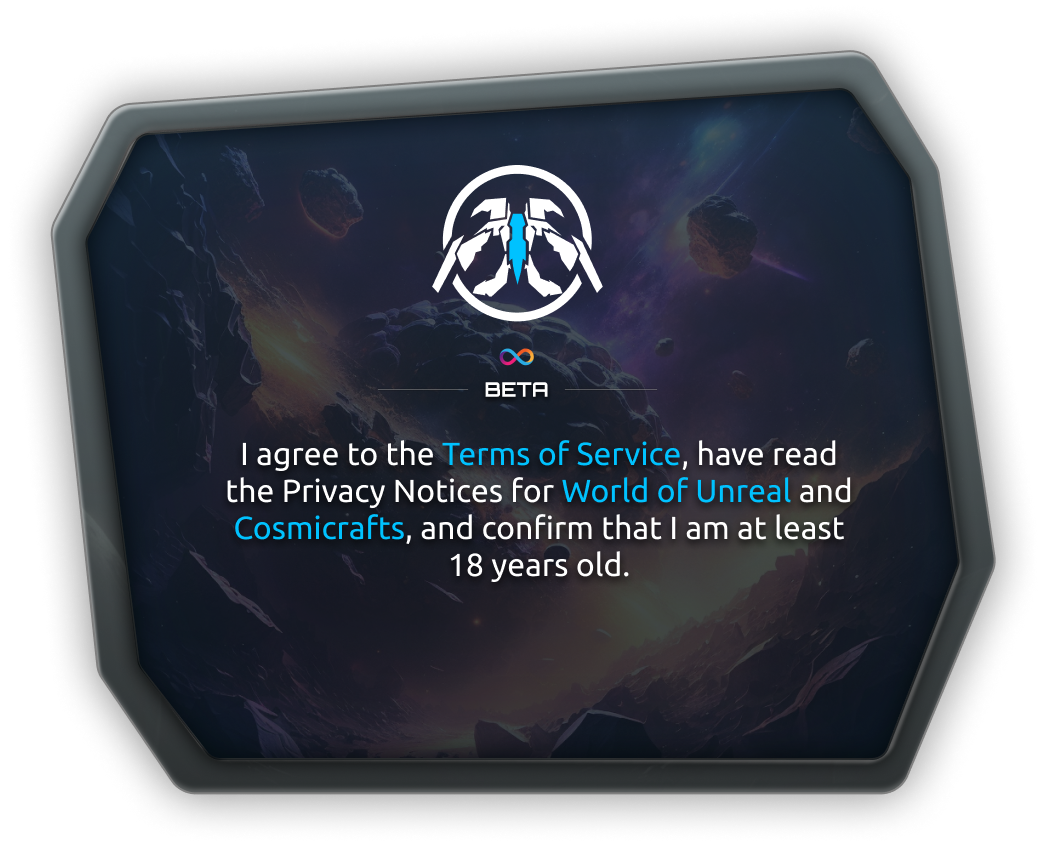 BETA
I agree to the Terms of Service, have read
the Privacy Notices for World of Unreal and
Cosmicrafts, and confirm that I am at least
18 years old.